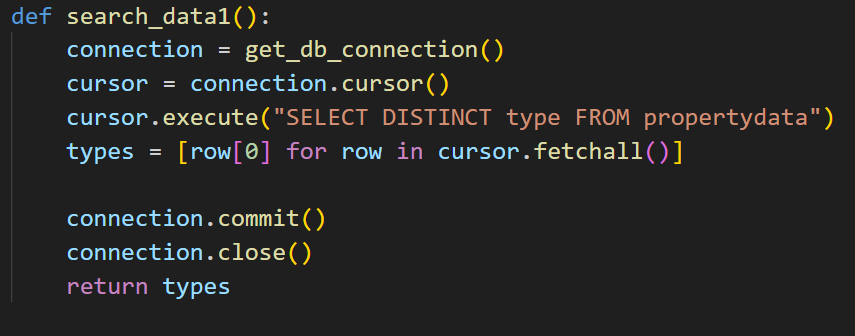 def search_data1():
    connection = get_db_connection()
    cursor = connection.cursor()
    cursor.execute("SELECT DISTINCT type FROM propertydata")
    types = [row[0] for row in cursor.fetchall()]
    connection.commit()
    connection.close()
    return types